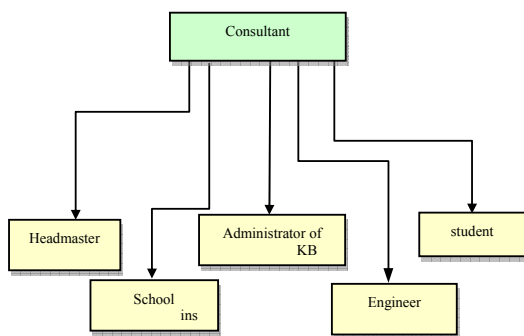 Consultant
Headmaster
School
ins
Administrator of
KB
Engineer
student